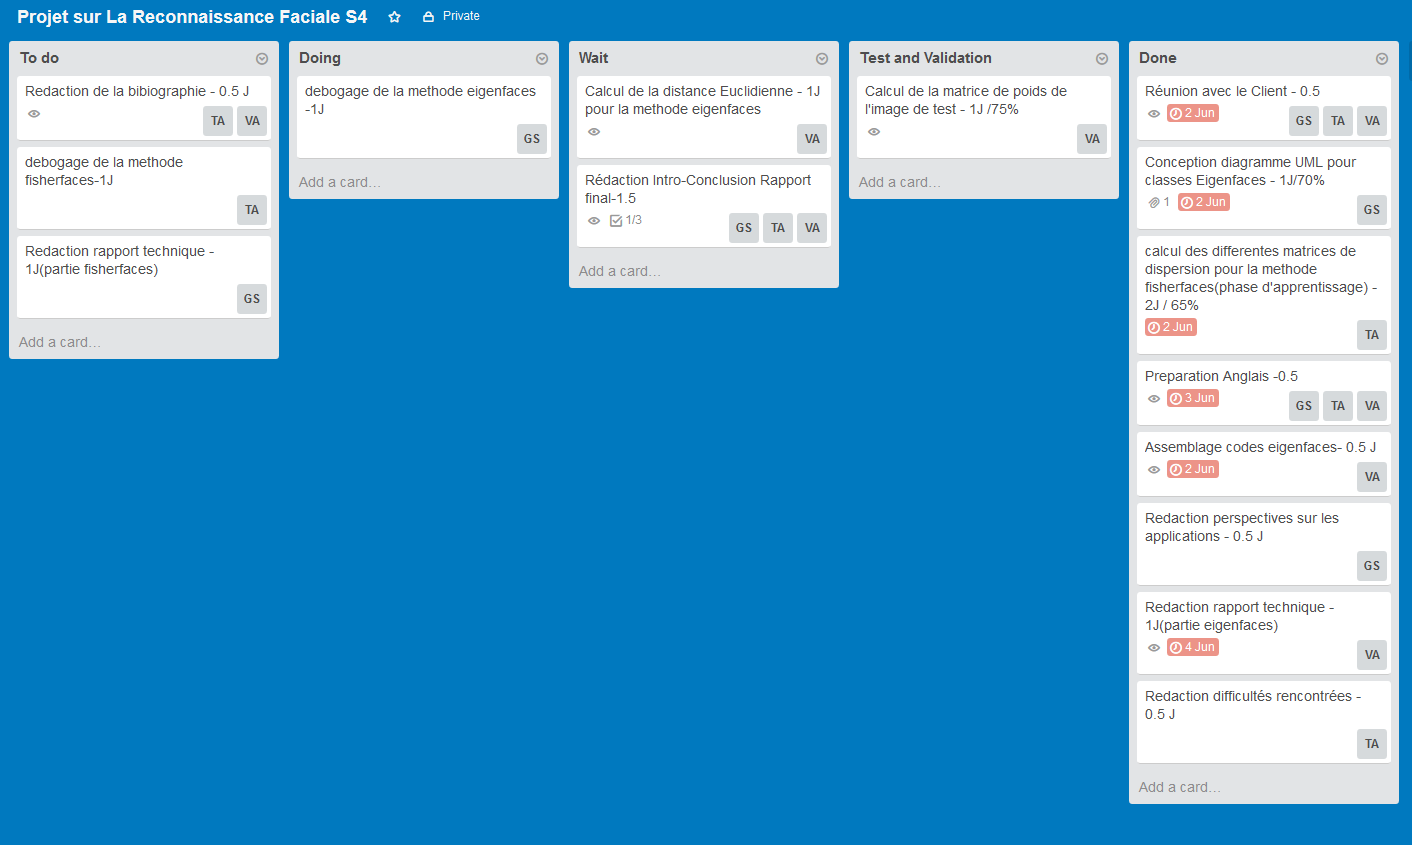 Projet sur La Reconnaissance Faciale S4
Private
To do
Redaction de la bibiographie - 0.5 J
TA VA
debogage de la methode
fisherfaces-1J
TA
Redaction rapport technique -
1J(partie fisherfaces)
GS
Add a card…
Doing
debogage de la methode eigenfaces
-1J
GS
Add a card…
Wait
Calcul de la distance Euclidienne - 1J
pour la methode eigenfaces
VA
Rédaction Intro-Conclusion Rapport
final-1.5
1/3
GS TA VA
Add a card…
Test and Validation
Calcul de la matrice de poids de
l'image de test - 1J /75%
VA
Add a card…
Done
Réunion avec le Client - 0.5
2 Jun
GS TA VA
Conception diagramme UML pour
classes Eigenfaces - 1J/70%
1 2 Jun
GS
calcul des differentes matrices de
dispersion pour la methode
fisherfaces(phase d'apprentissage) -
2J / 65%
2 Jun
TA
Preparation Anglais -0.5
3 Jun
GS TA VA
Assemblage codes eigenfaces- 0.5 J
2 Jun
VA
Redaction perspectives sur les
applications - 0.5 J
GS
Redaction rapport technique -
1J(partie eigenfaces)
4 Jun
VA
Redaction difficultés rencontrées -
0.5 J
TA
Add a card…